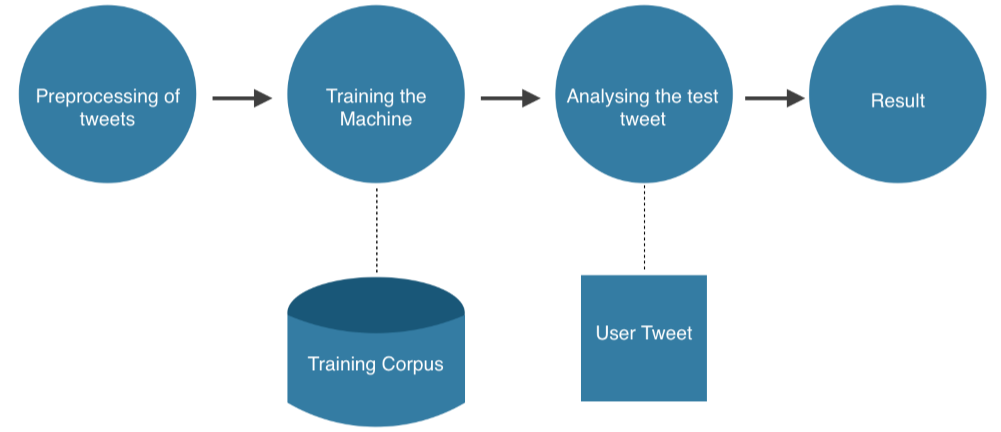 Preprocessing of
tweets
Training the
Machine
Analysing the test
tweet
Result
Training Corpus
User Tweet